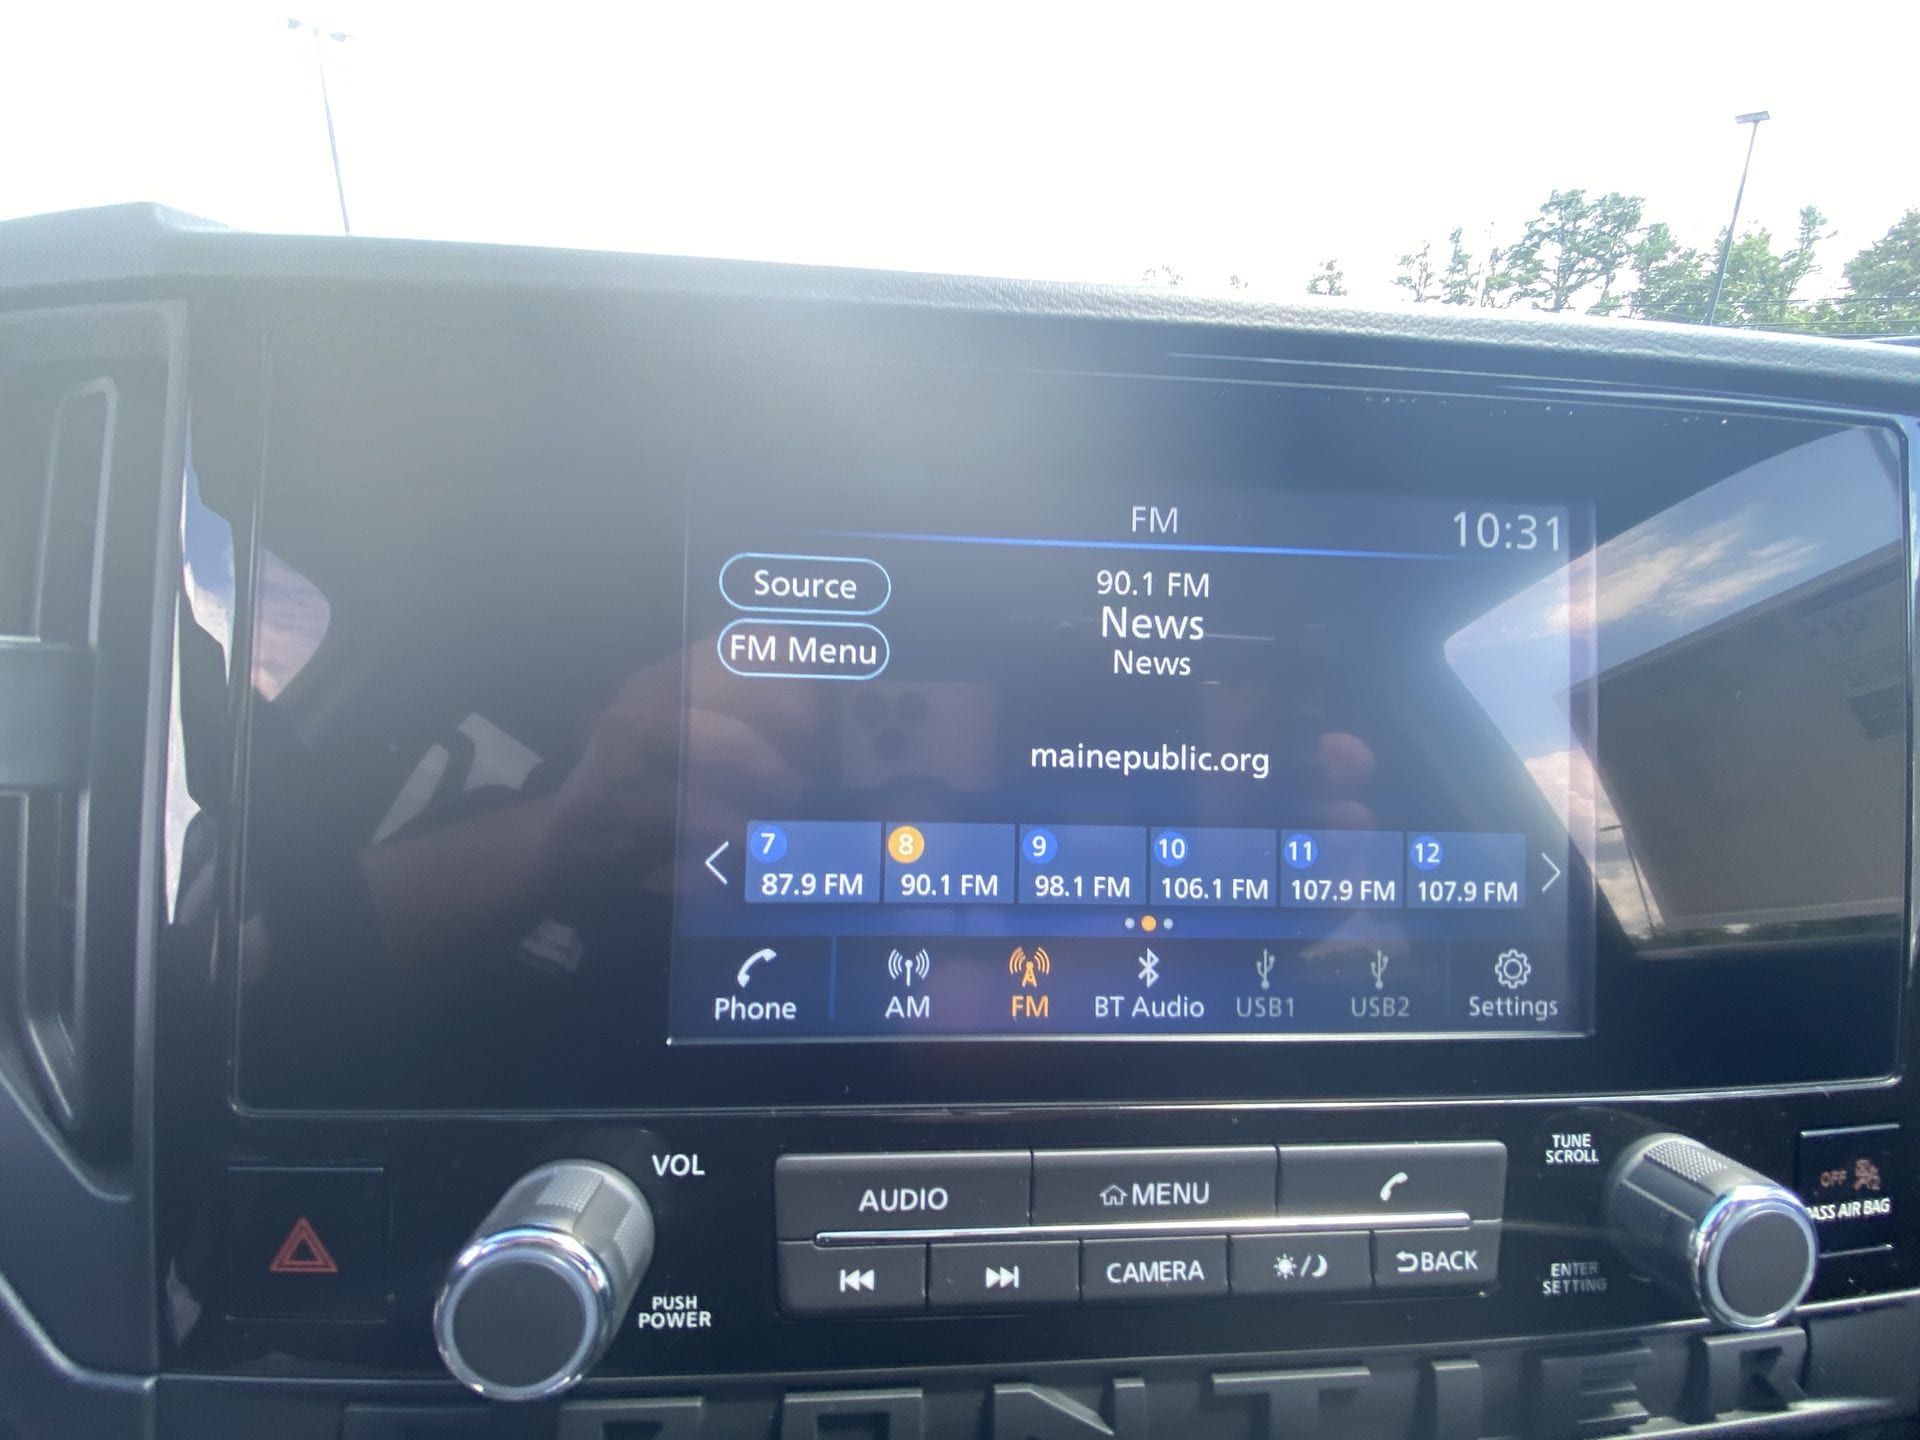 FM
10:31
Source
90.1 FM
News
FM Menu
News
mainepublic.org
7 8 9 10 11 12
87.9 FM 90.1 FM 98.1 FM 106.1 FM 107.9 FM 107.9 FM
Phone AM FM BT Audio USB1 USB2 Settings
VOL
AUDIO MENU
TUNE
SCROLL
OFF
PASS AIR BAG
CAMERA BACK
ENTER
SETTING
PUSH
POWER
FRONTIER